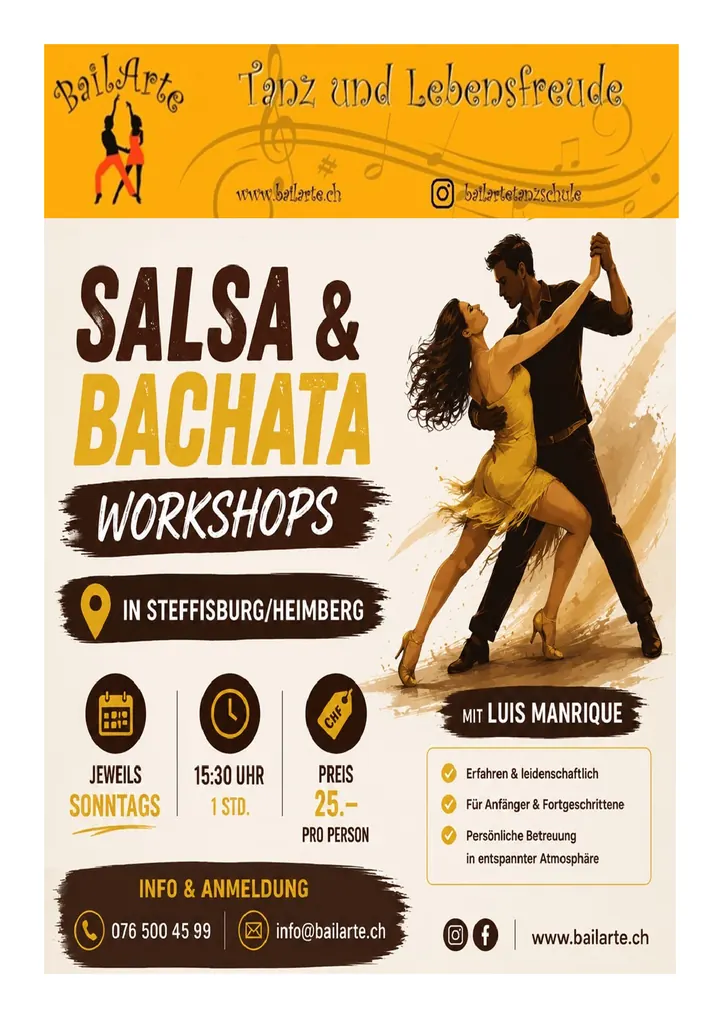 BailArte
Tanz und Lebensfreude
www.bailarte.ch
bailartetanzschule
SALSA &
BACHATA
WORKSHOPS
IN STEFFISBURG/HEIMBERG
JEWEILS
SONNTAGS
15:30 UHR
1 STD.
CHF
PREIS
25.–
PRO PERSON
MIT LUIS MANRIQUE
Erfahren & leidenschaftlich
Für Anfänger & Fortgeschrittene
Persönliche Betreuung
in entspannter Atmosphäre
INFO & ANMELDUNG
076 500 45 99
info@bailarte.ch
www.bailarte.ch